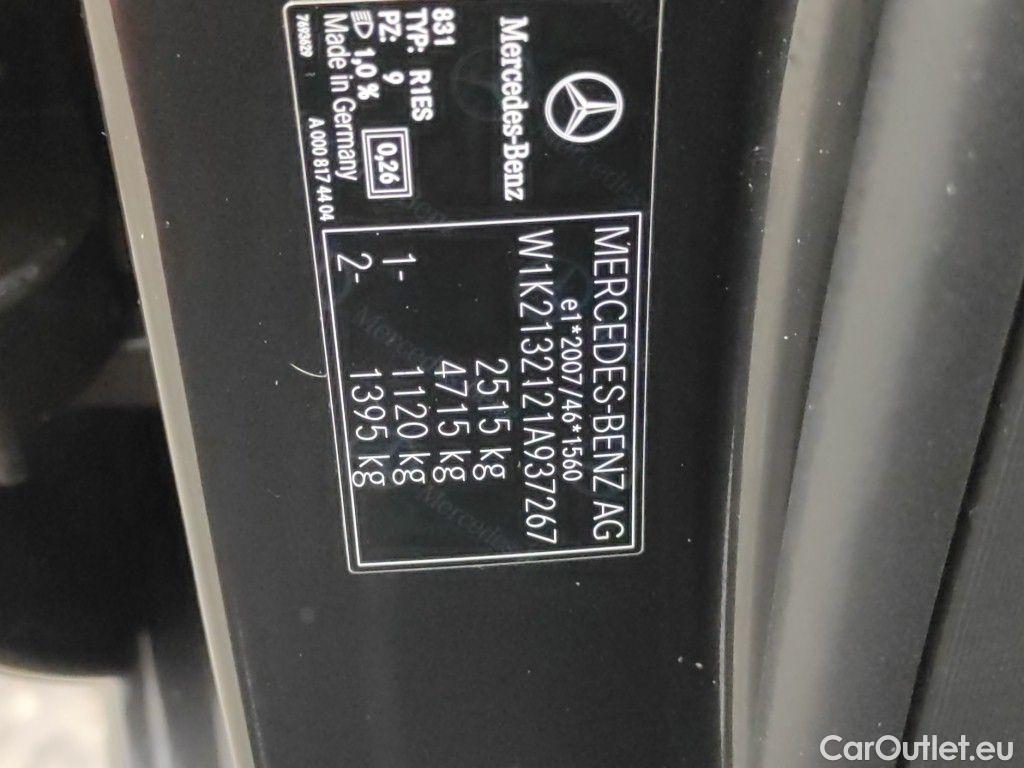 Mercedes-Benz
831
TYP: R1ES
PZ: 9
1,0 %
0,26
Made in Germany
7695029
A 000 817 44 04
MERCEDES-BENZ AG
e1*2007/46*1560
W1K2132121A937267
2515 kg
4715 kg
1- 1120 kg
2- 1395 kg
CarOutlet.eu